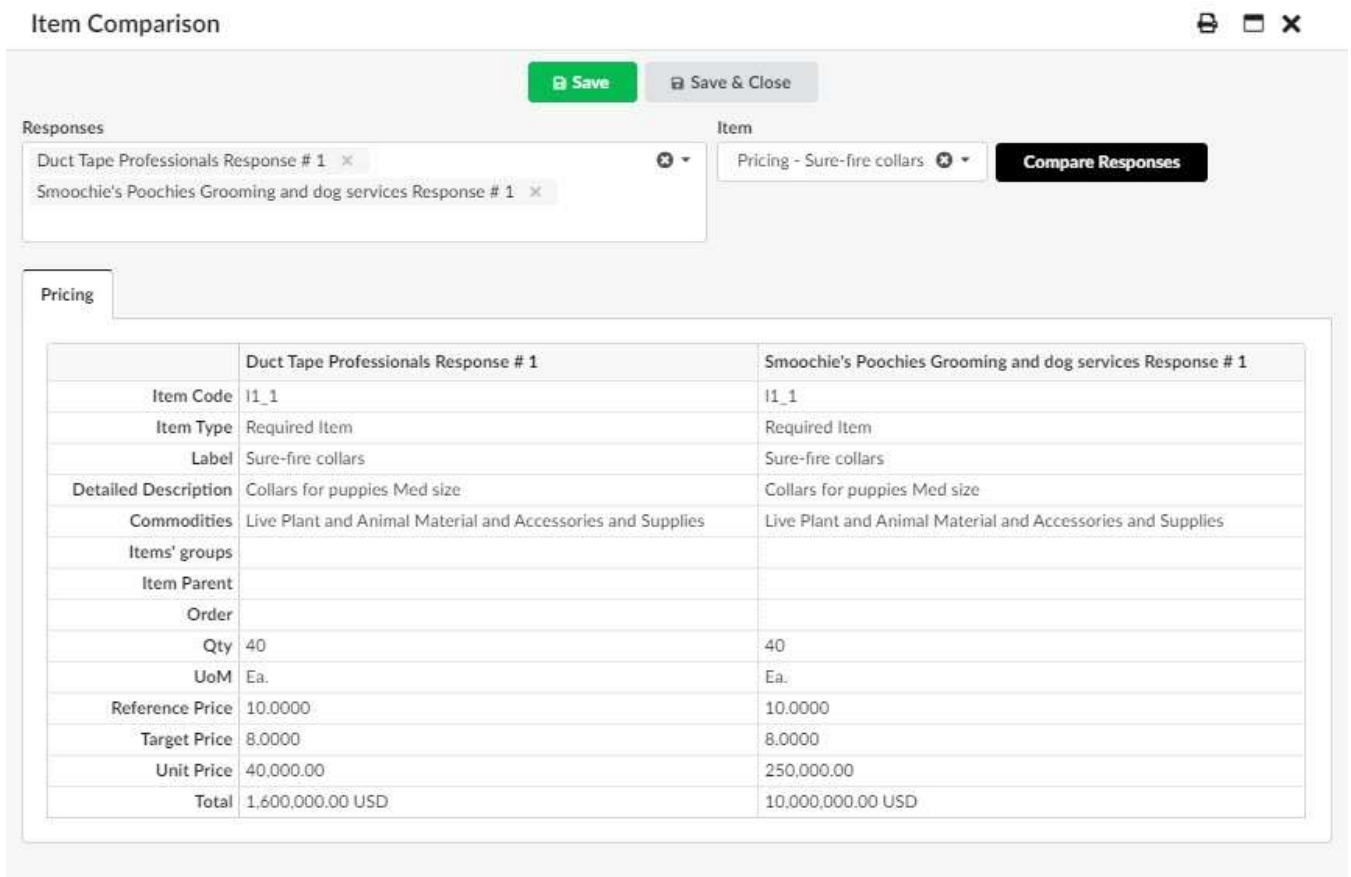 Item Comparison
Save Save & Close
Responses Item
Duct Tape Professionals Response # 1 Pricing - Sure-fire collars Compare Responses
Smoochie's Poochies Grooming and dog services Response # 1
Pricing
Duct Tape Professionals Response # 1 Smoochie's Poochies Grooming and dog services Response # 1
Item Code I1_1 I1_1
Item Type Required Item Required Item
Label Sure-fire collars Sure-fire collars
Detailed Description Collars for puppies Med size Collars for puppies Med size
Commodities Live Plant and Animal Material and Accessories and Supplies Live Plant and Animal Material and Accessories and Supplies
Items' groups
Item Parent
Order
Qty 40 40
UoM Ea. Ea.
Reference Price 10.0000 10.0000
Target Price 8.0000 8.0000
Unit Price 40,000.00 250,000.00
Total 1,600,000.00 USD 10,000,000.00 USD